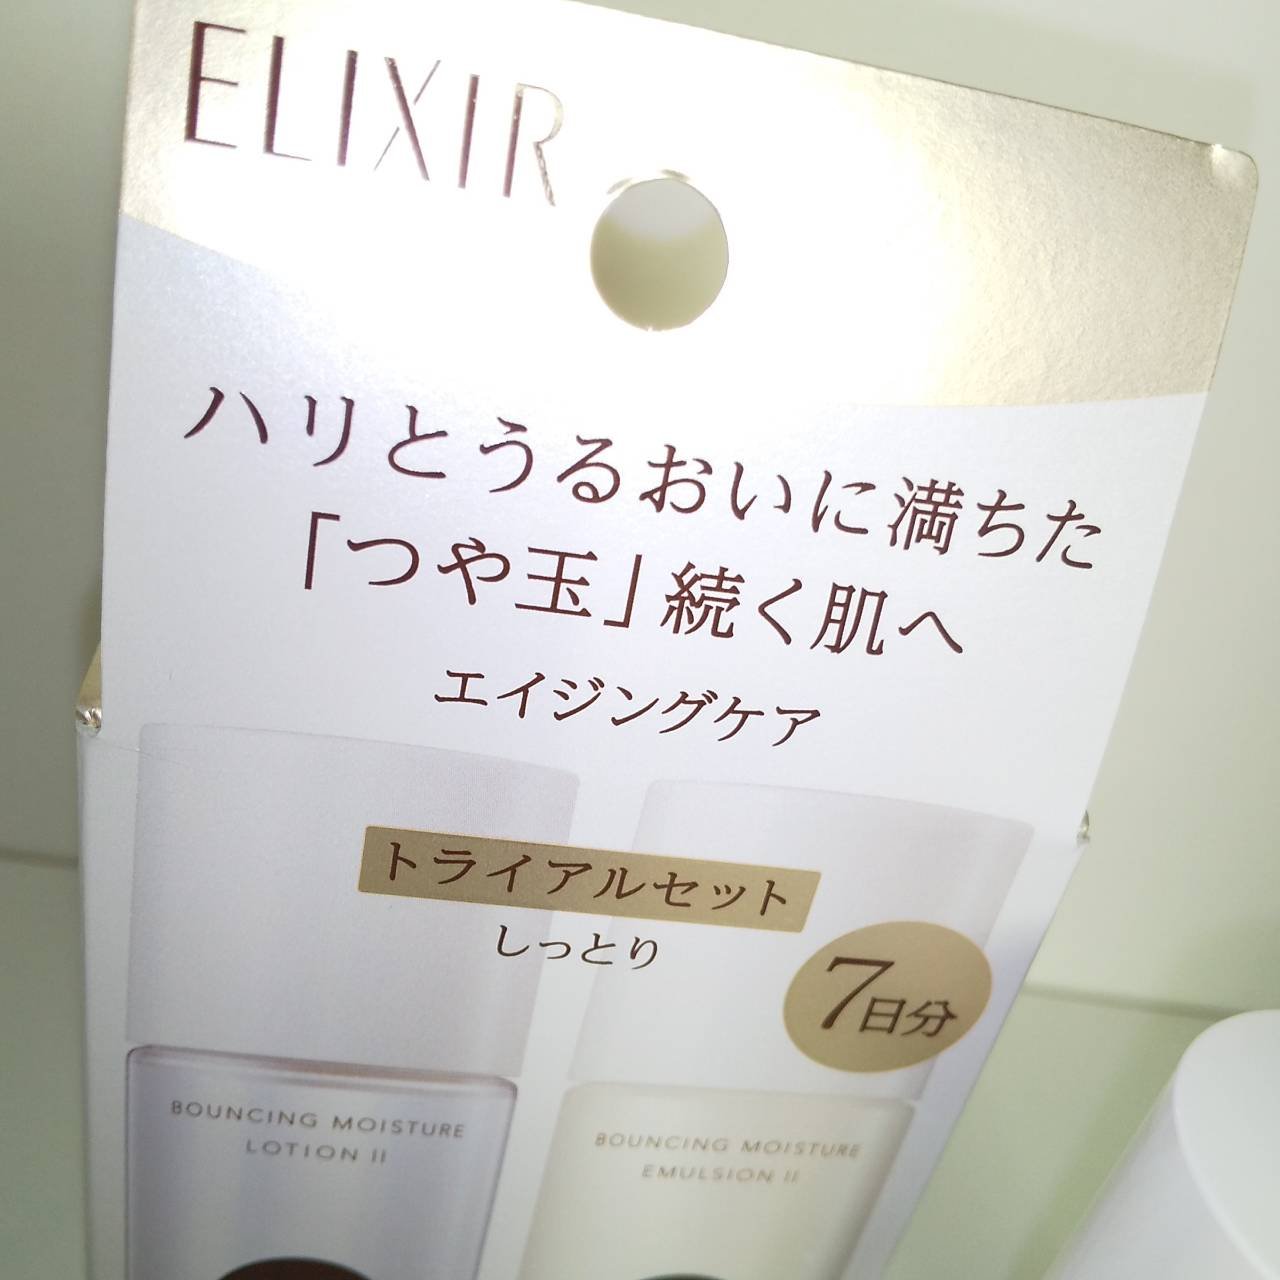 ELIXIR
ハリとうるおいに満ちた
「つや玉」続く肌へ
エイジングケア
トライアルセット
しっとり
7日分
BOUNCING MOISTURE
LOTION II
BOUNCING MOISTURE
EMULSION II